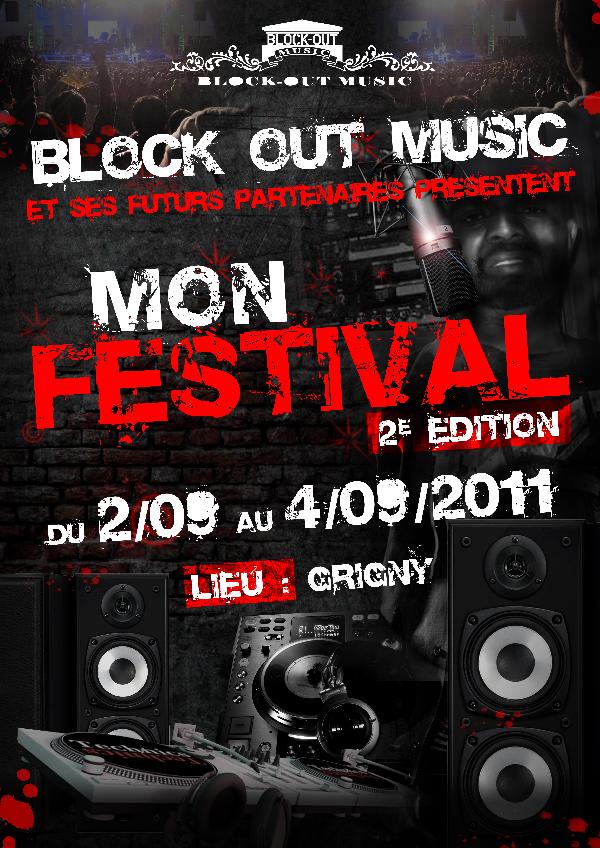 BLOCK-OUT
MUSIC
BLOCK-OUT MUSIC
BLOCK OUT MUSIC
ET SES FUTURS PARTENAIRES PRESENTENT
MON
FESTIVAL
2E EDITION
DU 2/09 AU 4/09/2011
LIEU : GRIGNY